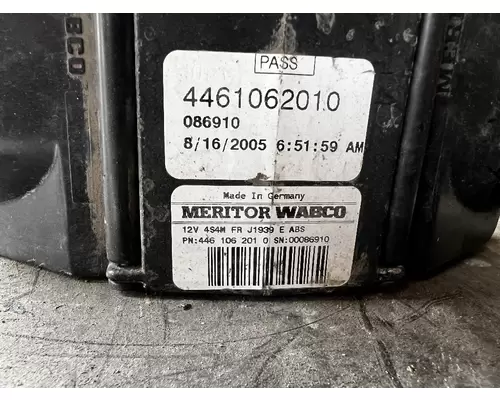 PASS
4461062010
086910
8/16/2005 6:51:59 AM
Made In Germany
MERITOR WABCO
12V 4S4M FR J1939 E ABS
PN:446 106 201 0 SN:00086910